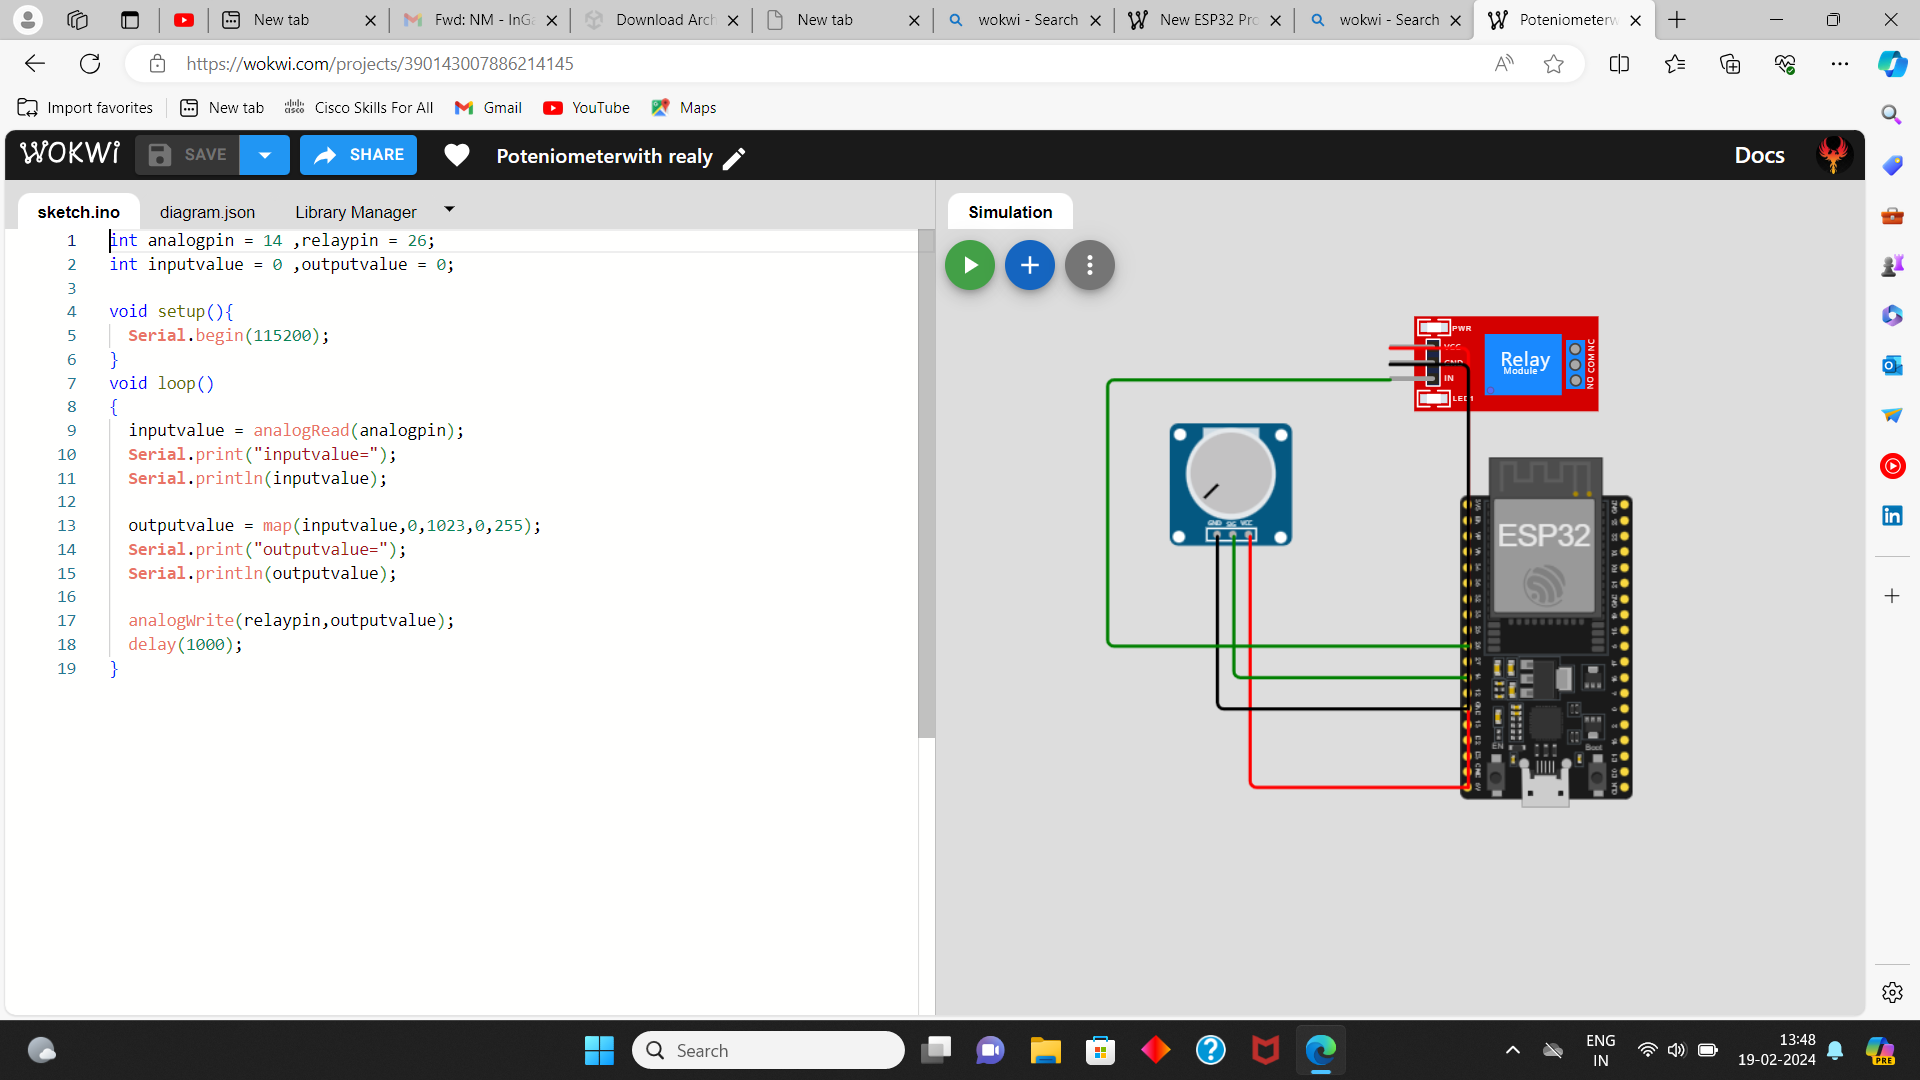 New tab
Fwd: NM - InGa
Download Arch
New tab
wokwi - Search
New ESP32 Pro
wokwi - Search
Poteniometerw
https://wokwi.com/projects/390143007886214145
Import favorites
New tab
Cisco Skills For All
Gmail
YouTube
Maps
WOKWi
SAVE
SHARE
Poteniometerwith realy
Docs
sketch.ino
diagram.json
Library Manager
Simulation
1 int analogpin = 14 ,relaypin = 26;
2 int inputvalue = 0 ,outputvalue = 0;
3
4 void setup(){
5 Serial.begin(115200);
6 }
7 void loop()
8 {
9 inputvalue = analogRead(analogpin);
10 Serial.print("inputvalue=");
11 Serial.println(inputvalue);
12
13 outputvalue = map(inputvalue,0,1023,0,255);
14 Serial.print("outputvalue=");
15 Serial.println(outputvalue);
16
17 analogWrite(relaypin,outputvalue);
18 delay(1000);
19 }
PWR
VCC
GND
IN
LED1
Relay
Module
NO COM NC
GND SIG VCC
ESP32
EN
Boot
Search
ENG
IN
13:48
19-02-2024
PRE